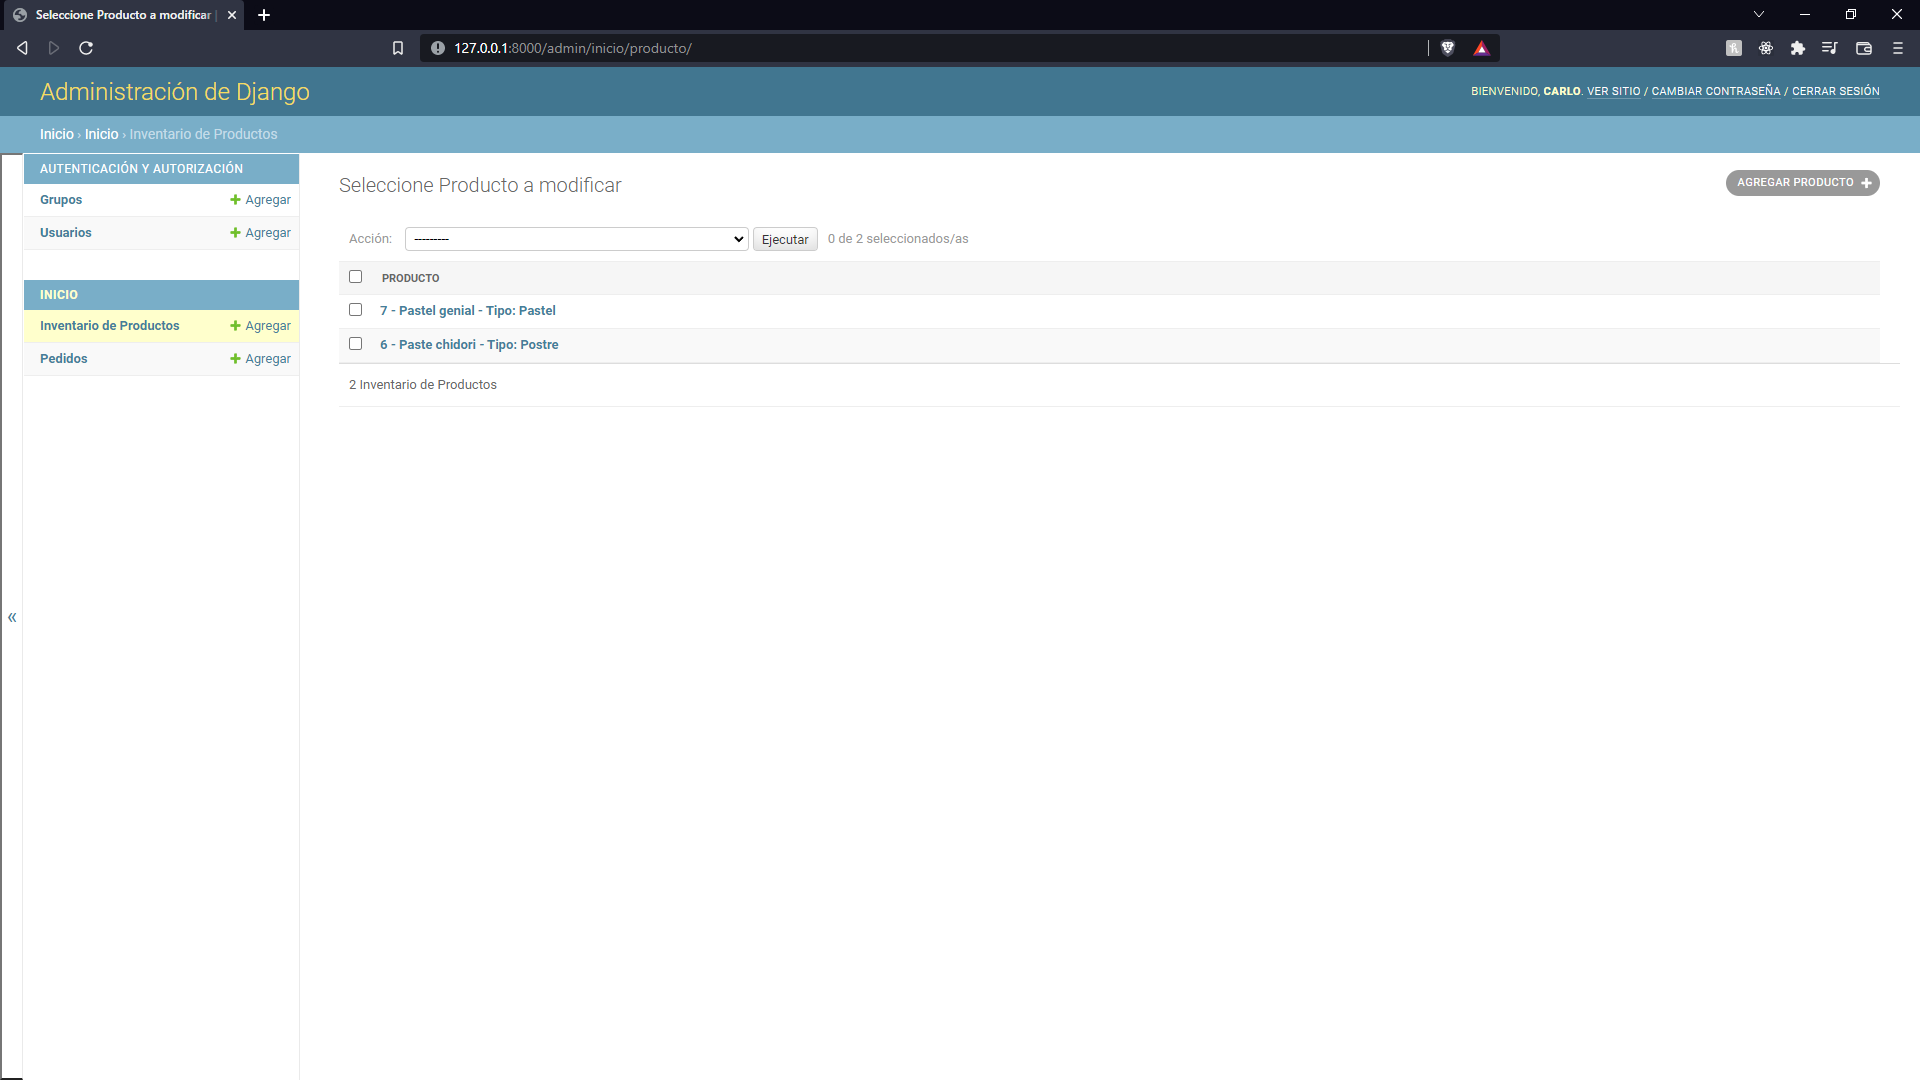 Seleccione Producto a modificar |
127.0.0.1:8000/admin/inicio/producto/
Administración de Django
BIENVENIDO, CARLO. VER SITIO / CAMBIAR CONTRASEÑA / CERRAR SESIÓN
Inicio › Inicio › Inventario de Productos
AUTENTICACIÓN Y AUTORIZACIÓN
Grupos + Agregar
Usuarios + Agregar
INICIO
Inventario de Productos + Agregar
Pedidos + Agregar
«
Seleccione Producto a modificar
AGREGAR PRODUCTO +
Acción: --------- Ejecutar 0 de 2 seleccionados/as
PRODUCTO
7 - Pastel genial - Tipo: Pastel
6 - Paste chidori - Tipo: Postre
2 Inventario de Productos